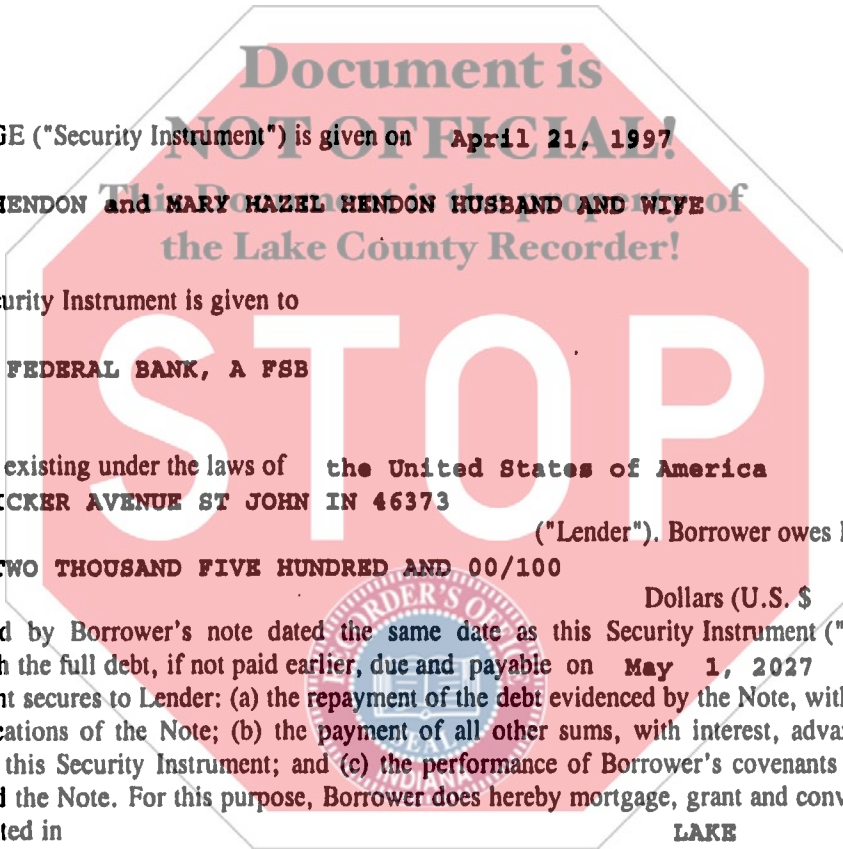 Document is
NOT OFFICIAL!
This Document is the property of
the Lake County Recorder!
STOP
GE ("Security Instrument") is given on April 21, 1997
HENDON and MARY HAZEL HENDON HUSBAND AND WIFE
curity Instrument is given to
FEDERAL BANK, A FSB
existing under the laws of the United States of America
ICKER AVENUE ST JOHN IN 46373
("Lender"). Borrower owes
TWO THOUSAND FIVE HUNDRED AND 00/100
Dollars (U.S. $
d by Borrower's note dated the same date as this Security Instrument ("
h the full debt, if not paid earlier, due and payable on May 1, 2027
nt secures to Lender: (a) the repayment of the debt evidenced by the Note, with
cations of the Note; (b) the payment of all other sums, with interest, adva
this Security Instrument; and (c) the performance of Borrower's covenants
d the Note. For this purpose, Borrower does hereby mortgage, grant and conv
ted in LAKE
RECORDER'S OFFICE
SEAL
INDIANA